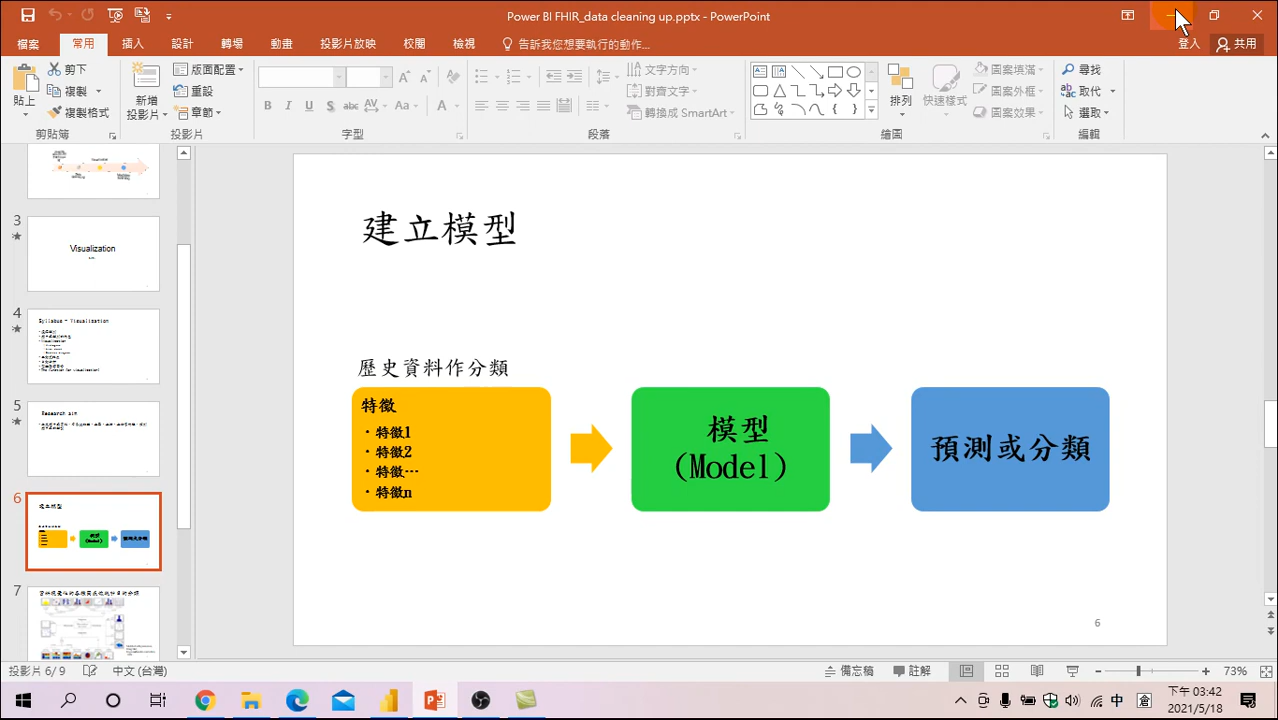 Power BI FHIR_data cleaning up.pptx - PowerPoint
檔案 常用 插入 設計 轉場 動畫 投影片放映 校閱 檢視 告訴我您想要執行的動作... 登入 共用
貼上 剪下 複製 複製格式 剪貼簿
新增投影片 版面配置 重設 章節 投影片
B I U S abc AV Aa A 字型
文字方向 對齊文字 轉換成 SmartArt 段落
排列 快速樣式 圖案填滿 圖案外框 圖案效果 繪圖
尋找 取代 選取 編輯
3
Visualization
4
Syllabus - Visualization
5
Research aim
6
建立模型
7
建立模型
歷史資料作分類
特徵
・特徵1
・特徵2
・特徵…
・特徵n
模型
(Model)
預測或分類
6
投影片 6/9 中文 (台灣) 備忘稿 註解 73%
中 倉 下午 03:42
2021/5/18